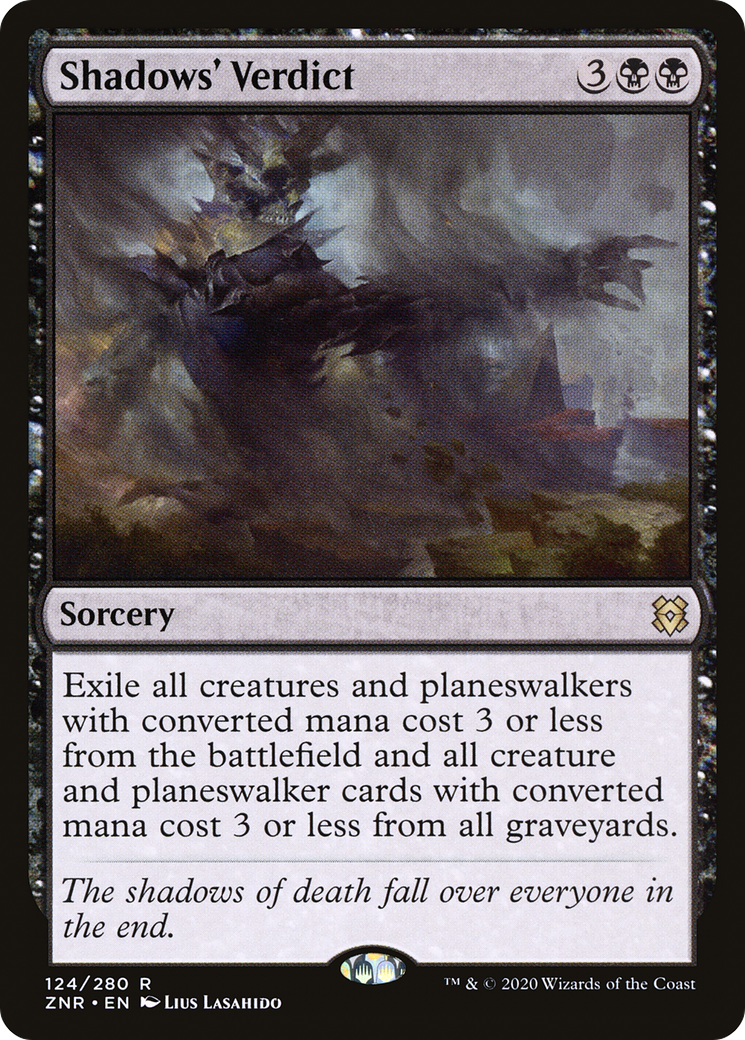 Shadows' Verdict 3
Sorcery
Exile all creatures and planeswalkers
with converted mana cost 3 or less
from the battlefield and all creature
and planeswalker cards with converted
mana cost 3 or less from all graveyards.
The shadows of death fall over everyone in
the end.
124/280 R
ZNR • EN Lius Lasahido
™ & © 2020 Wizards of the Coast